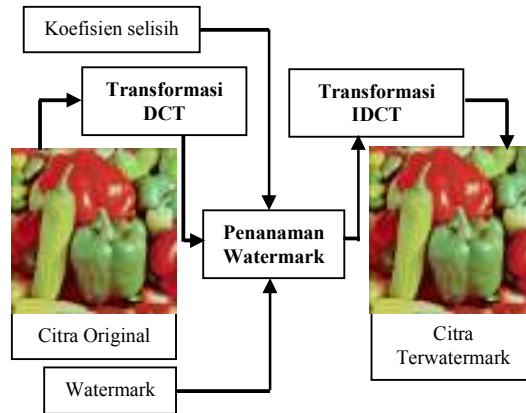 Koefisien selisih
Transformasi
DCT
Transformasi
IDCT
Penanaman
Watermark
Citra Original
Citra
Terwatermark
Watermark